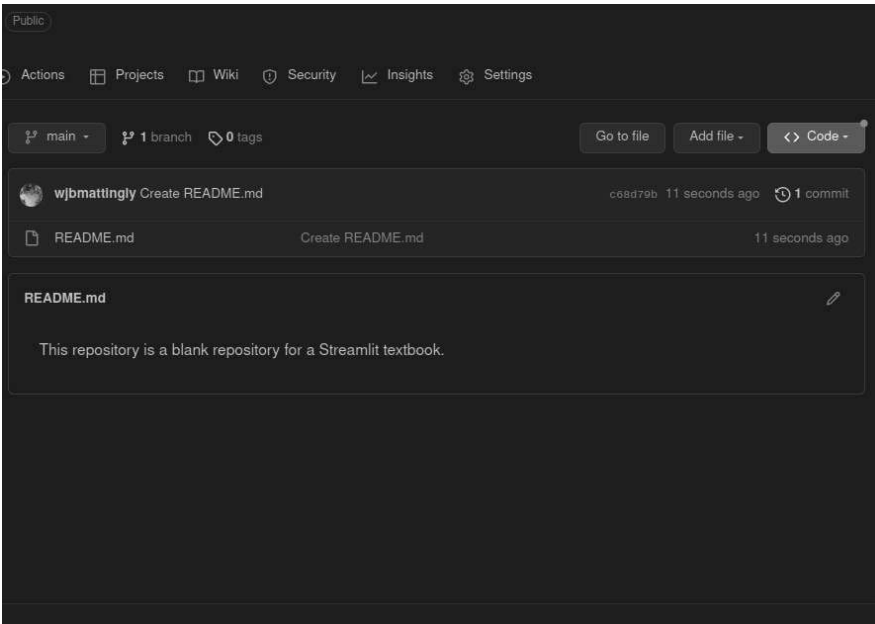 Public
Actions Projects Wiki Security Insights Settings
main 1 branch 0 tags Go to file Add file <> Code
wjbmattingly Create README.md c68d79b 11 seconds ago 1 commit
README.md Create README.md 11 seconds ago
README.md
This repository is a blank repository for a Streamlit textbook.